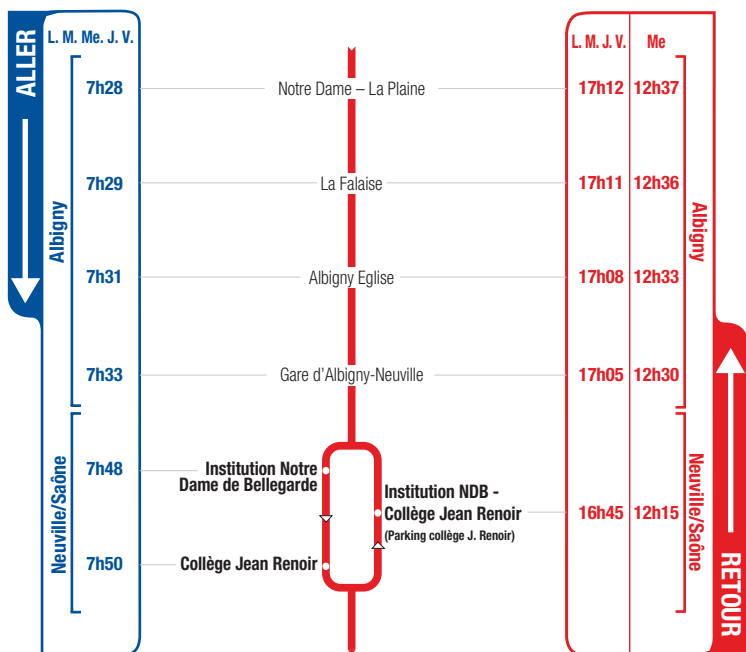 ALLER
L. M. Me. J. V.
L. M. J. V.
Me
7h28
Notre Dame – La Plaine
17h12
12h37
7h29
La Falaise
17h11
12h36
Albigny
Albigny
7h31
Albigny Eglise
17h08
12h33
7h33
Gare d'Albigny-Neuville
17h05
12h30
7h48
Institution Notre
Dame de Bellegarde
Institution NDB -
Collège Jean Renoir
(Parking collège J. Renoir)
16h45
12h15
Neuville/Saône
Neuville/Saône
7h50
Collège Jean Renoir
RETOUR